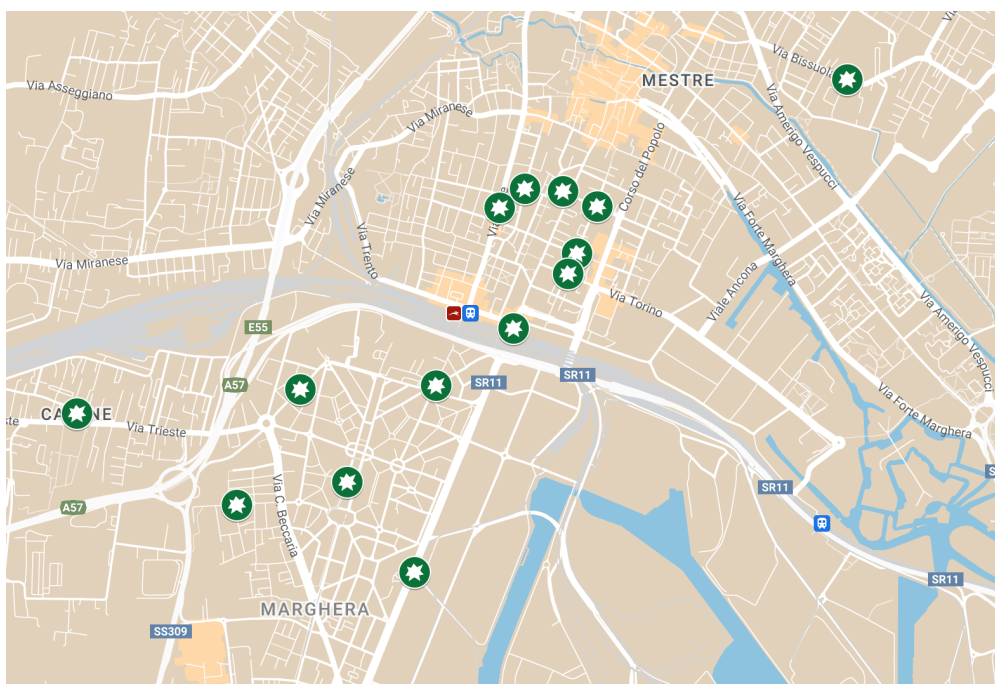 Via Bissuola
MESTRE
Via Asseggiano
Via Miranese
Via Amerigo Vespucci
Corso del Popolo
Via Miranese
Via Forte Marghera
Via Trento
Via Miranese
Viale Ancona
Via Torino
Via Amerigo Vespucci
E55
SR11
SR11
A57
Via Forte Marghera
Via Trieste
SR11
A57
Via C. Beccaria
SR11
MARGHERA
SS309